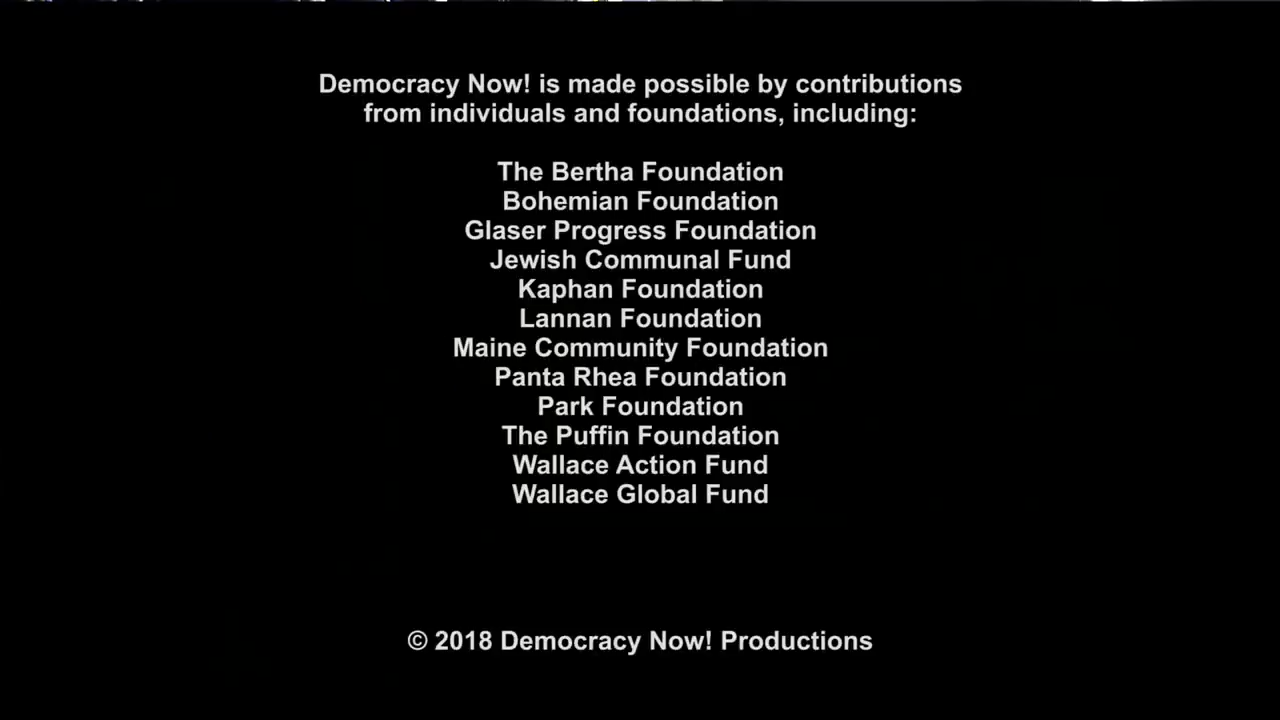 Democracy Now! is made possible by contributions
from individuals and foundations, including:
The Bertha Foundation
Bohemian Foundation
Glaser Progress Foundation
Jewish Communal Fund
Kaphan Foundation
Lannan Foundation
Maine Community Foundation
Panta Rhea Foundation
Park Foundation
The Puffin Foundation
Wallace Action Fund
Wallace Global Fund
© 2018 Democracy Now! Productions